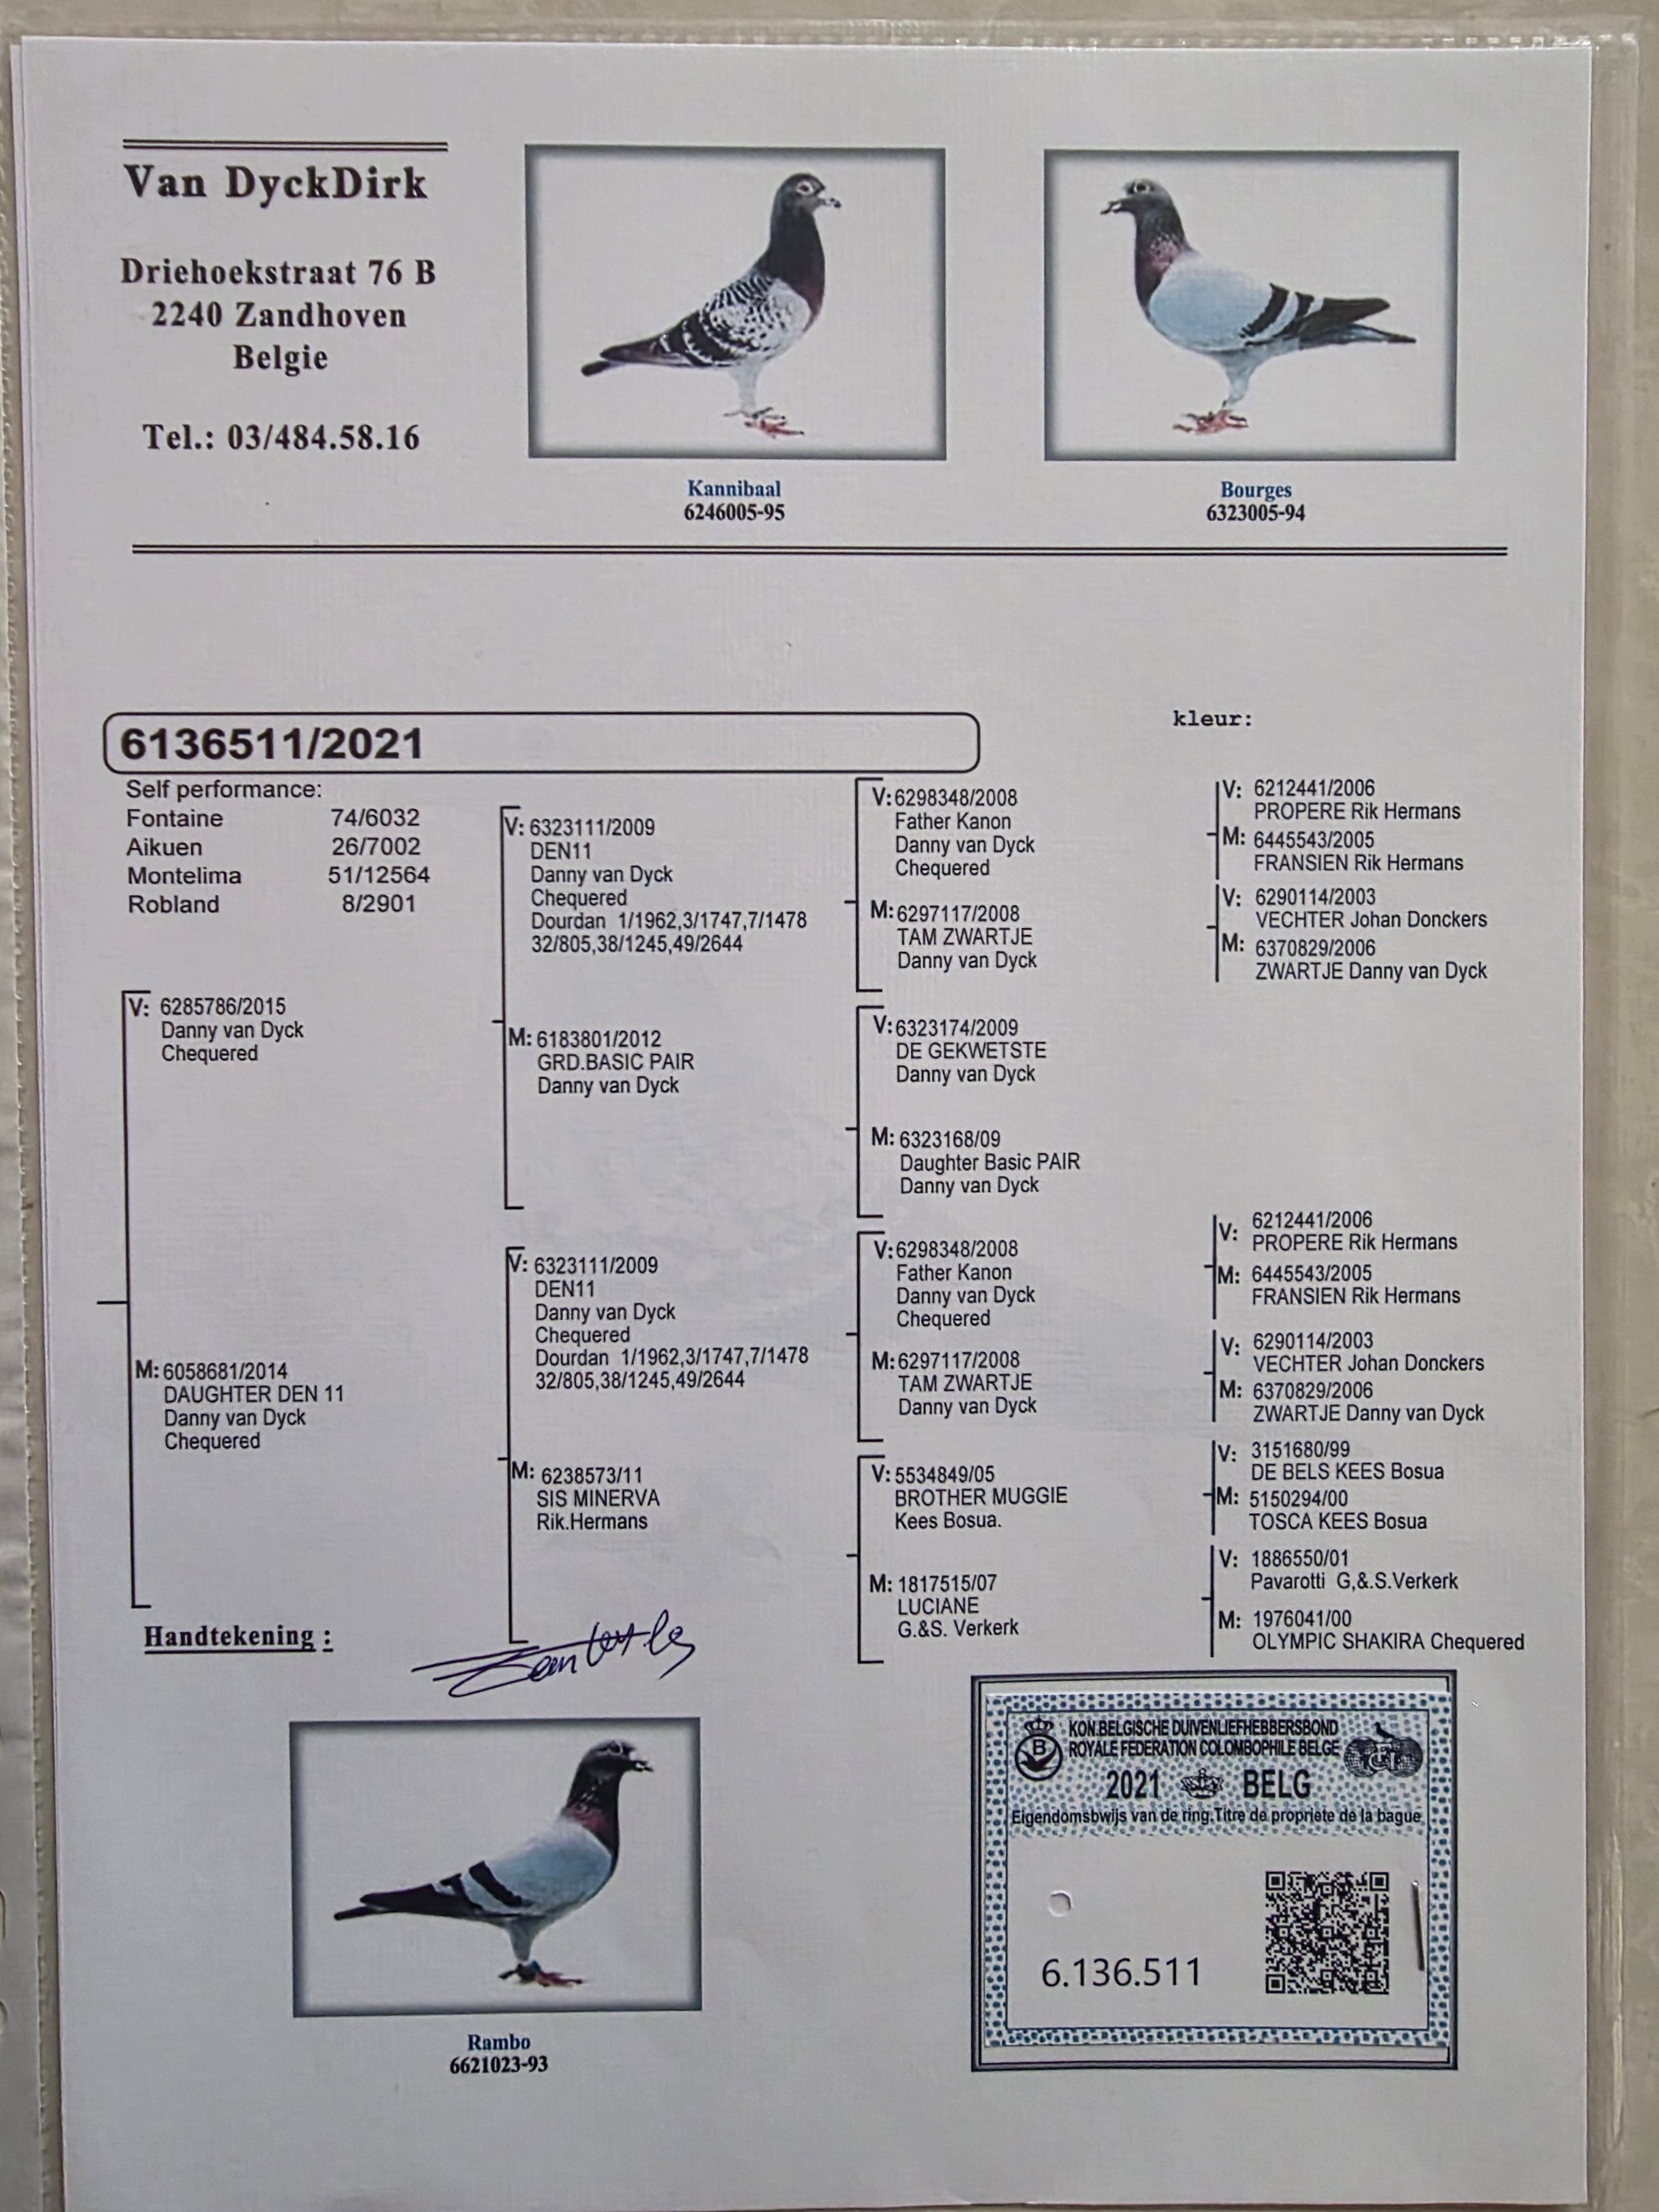 Van DyckDirk
Driehoekstraat 76 B
2240 Zandhoven
Belgie
Tel.: 03/484.58.16
Kannibaal
6246005-95
Bourges
6323005-94
kleur:
6136511/2021
Self performance:
Fontaine 74/6032
Aikuen 26/7002
Montelima 51/12564
Robland 8/2901
V: 6285786/2015
Danny van Dyck
Chequered
M: 6058681/2014
DAUGHTER DEN 11
Danny van Dyck
Chequered
V: 6323111/2009
DEN11
Danny van Dyck
Chequered
Dourdan 1/1962,3/1747,7/1478
32/805,38/1245,49/2644
M: 6183801/2012
GRD.BASIC PAIR
Danny van Dyck
V: 6323111/2009
DEN11
Danny van Dyck
Chequered
Dourdan 1/1962,3/1747,7/1478
32/805,38/1245,49/2644
M: 6238573/11
SIS MINERVA
Rik.Hermans
V: 6298348/2008
Father Kanon
Danny van Dyck
Chequered
M: 6297117/2008
TAM ZWARTJE
Danny van Dyck
V: 6323174/2009
DE GEKWETSTE
Danny van Dyck
M: 6323168/09
Daughter Basic PAIR
Danny van Dyck
V: 6298348/2008
Father Kanon
Danny van Dyck
Chequered
M: 6297117/2008
TAM ZWARTJE
Danny van Dyck
V: 5534849/05
BROTHER MUGGIE
Kees Bosua.
M: 1817515/07
LUCIANE
G.&S. Verkerk
V: 6212441/2006
PROPERE Rik Hermans
M: 6445543/2005
FRANSIEN Rik Hermans
V: 6290114/2003
VECHTER Johan Donckers
M: 6370829/2006
ZWARTJE Danny van Dyck
V: 6212441/2006
PROPERE Rik Hermans
M: 6445543/2005
FRANSIEN Rik Hermans
V: 6290114/2003
VECHTER Johan Donckers
M: 6370829/2006
ZWARTJE Danny van Dyck
V: 3151680/99
DE BELS KEES Bosua
M: 5150294/00
TOSCA KEES Bosua
V: 1886550/01
Pavarotti G,&.S.Verkerk
M: 1976041/00
OLYMPIC SHAKIRA Chequered
Handtekening :
Rambo
6621023-93
B
KON.BELGISCHE DUIVENLIEFHEBBERSBOND
ROYALE FEDERATION COLOMBOPHILE BELGE
2021 BELG
Eigendomsbwijs van de ring.Titre de propriete de la bague
6.136.511